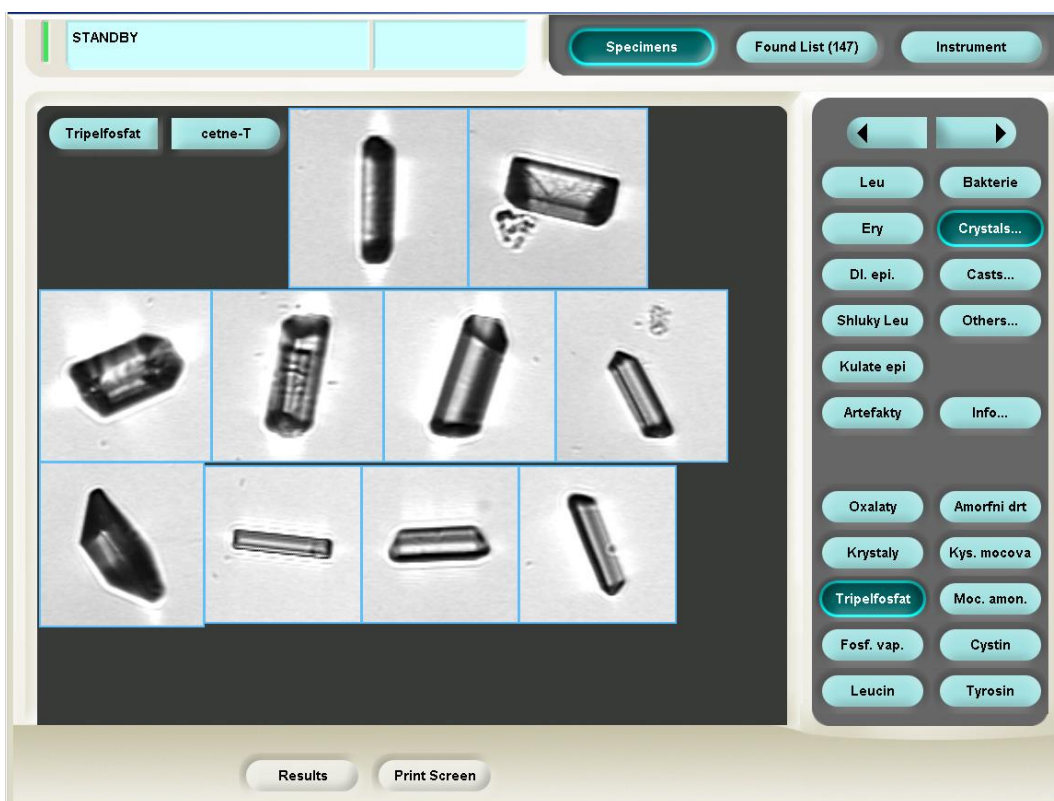 STANDBY
Specimens
Found List (147)
Instrument
Tripelfosfat
cetne-T
Leu
Bakterie
Ery
Crystals...
Dl. epi.
Casts...
Shluky Leu
Others...
Kulate epi
Artefakty
Info...
Oxalaty
Amorfni drt
Krystaly
Kys. mocova
Tripelfosfat
Moc. amon.
Fosf. vap.
Cystin
Leucin
Tyrosin
Results
Print Screen